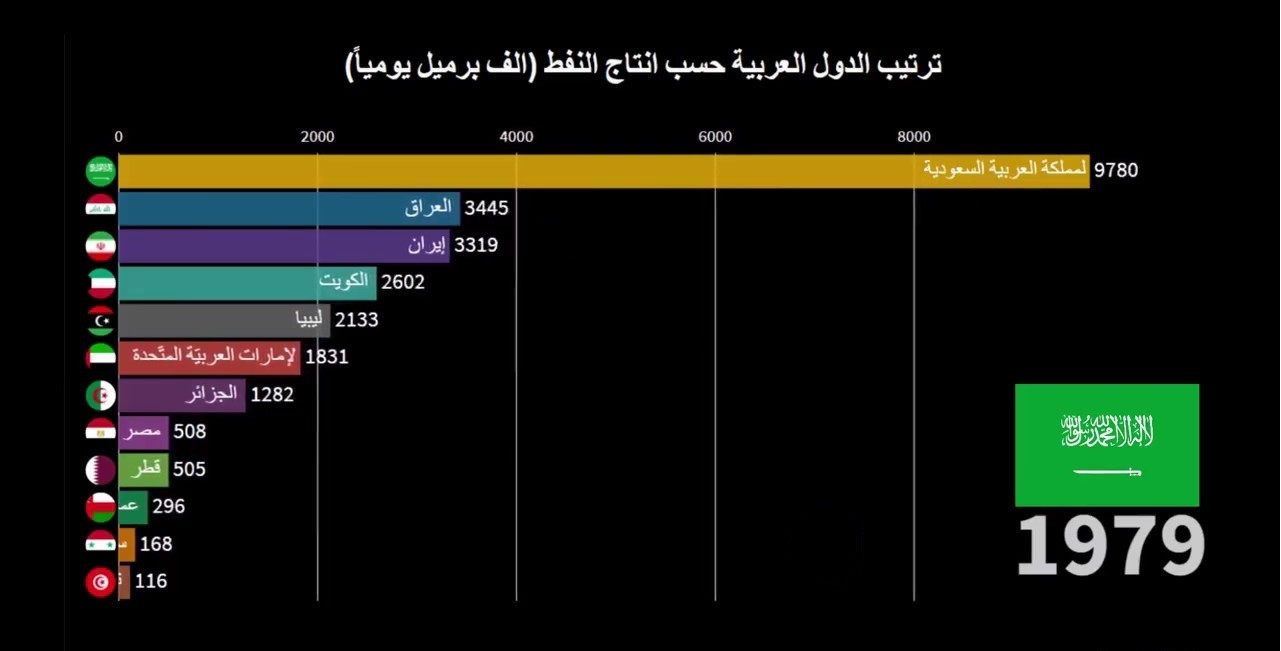 ترتيب الدول العربية حسب انتاج النفط (الف برميل يومياً)
0 2000 4000 6000 8000
لمملكة العربية السعودية 9780
العراق 3445
إيران 3319
الكويت 2602
ليبيا 2133
لإمارات العربيّة المتّحدة 1831
الجزائر 1282
مصر 508
قطر 505
عمـ 296
168
116
1979